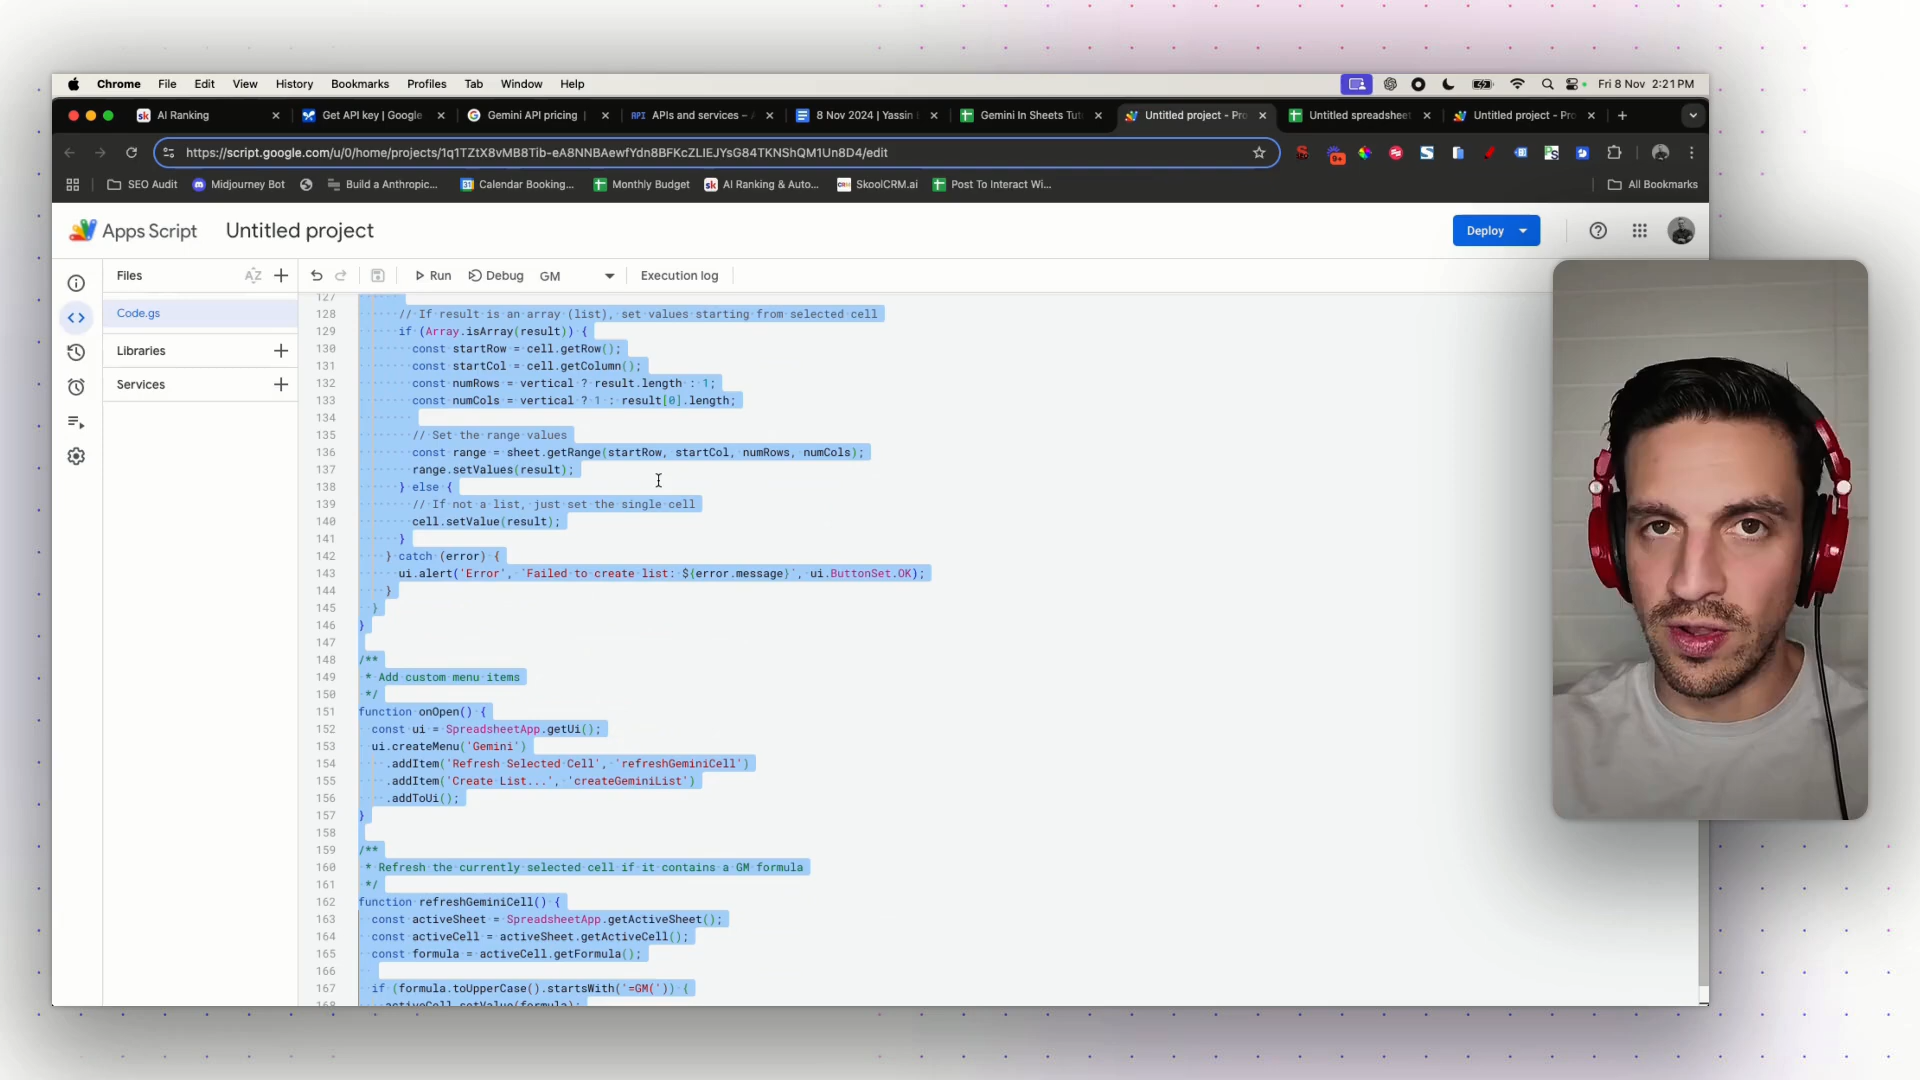 Chrome File Edit View History Bookmarks Profiles Tab Window Help Fri 8 Nov 2:21PM
AI Ranking Get API key | Google Gemini API pricing | APIs and services – 8 Nov 2024 | Yassin Gemini In Sheets Tut Untitled project - Pro Untitled spreadsheet Untitled project - Pro
https://script.google.com/u/0/home/projects/1q1TZtX8vMB8Tib-eA8NNBAewfYdn8BFKcZLIEJYsG84TKNShQM1Un8D4/edit
SEO Audit Midjourney Bot Build a Anthropic... Calendar Booking... Monthly Budget AI Ranking & Auto... SkoolCRM.ai Post To Interact Wi... All Bookmarks
Apps Script Untitled project Deploy
Files AZ Run Debug GM Execution log
Code.gs
Libraries
Services
127
128 // If result is an array (list), set values starting from selected cell
129 if (Array.isArray(result)) {
130 const startRow = cell.getRow();
131 const startCol = cell.getColumn();
132 const numRows = vertical ? result.length : 1;
133 const numCols = vertical ? 1 : result[0].length;
134
135 // Set the range values
136 const range = sheet.getRange(startRow, startCol, numRows, numCols);
137 range.setValues(result);
138 } else {
139 // If not a list, just set the single cell
140 cell.setValue(result);
141 }
142 } catch (error) {
143 ui.alert('Error', `Failed to create list: ${error.message}`, ui.ButtonSet.OK);
144 }
145 }
146 }
147
148 /**
149 * Add custom menu items
150 */
151 function onOpen() {
152 const ui = SpreadsheetApp.getUi();
153 ui.createMenu('Gemini')
154 .addItem('Refresh Selected Cell', 'refreshGeminiCell')
155 .addItem('Create List...', 'createGeminiList')
156 .addToUi();
157 }
158
159 /**
160 * Refresh the currently selected cell if it contains a GM formula
161 */
162 function refreshGeminiCell() {
163 const activeSheet = SpreadsheetApp.getActiveSheet();
164 const activeCell = activeSheet.getActiveCell();
165 const formula = activeCell.getFormula();
166
167 if (formula.toUpperCase().startsWith('=GM(')) {
168 activeCell.setValue(formula);